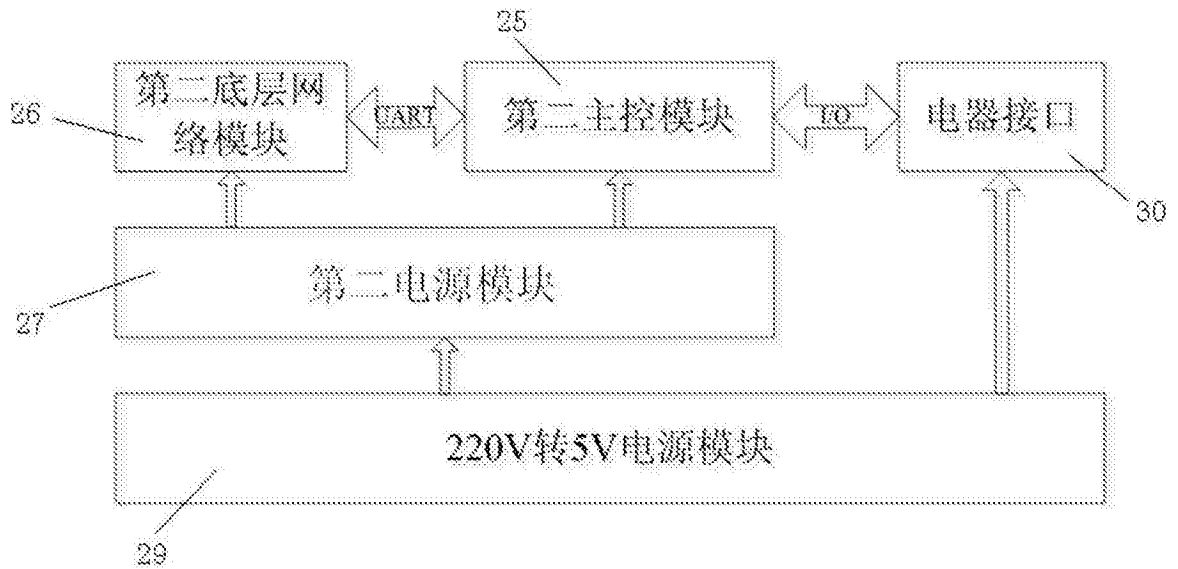 25
第二底层网
络模块
UART
第二主控模块
I/O
电器接口
26
30
第二电源模块
27
220V转5V电源模块
29